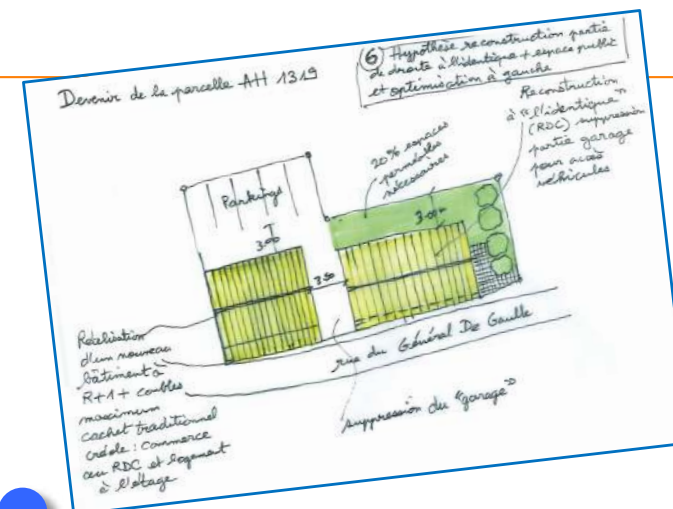 Devenir de la parcelle AH 1319
6 Hypothèse reconstruction partie
de droite à l'identique + espace public
et optimisation à gauche
Reconstruction
à "l'identique"
(RDC) suppression
partie garage
pour accès
véhicules
20% espaces
perméables
nécessaires
Parkings
3.00
3.00
3.50
rue du Général De Gaulle
suppression du "garage"
Réalisation
d'un nouveau
bâtiment à
R+1+ combles
maximum
cachet traditionnel
créole : commerce
au RDC et logement
à l'étage